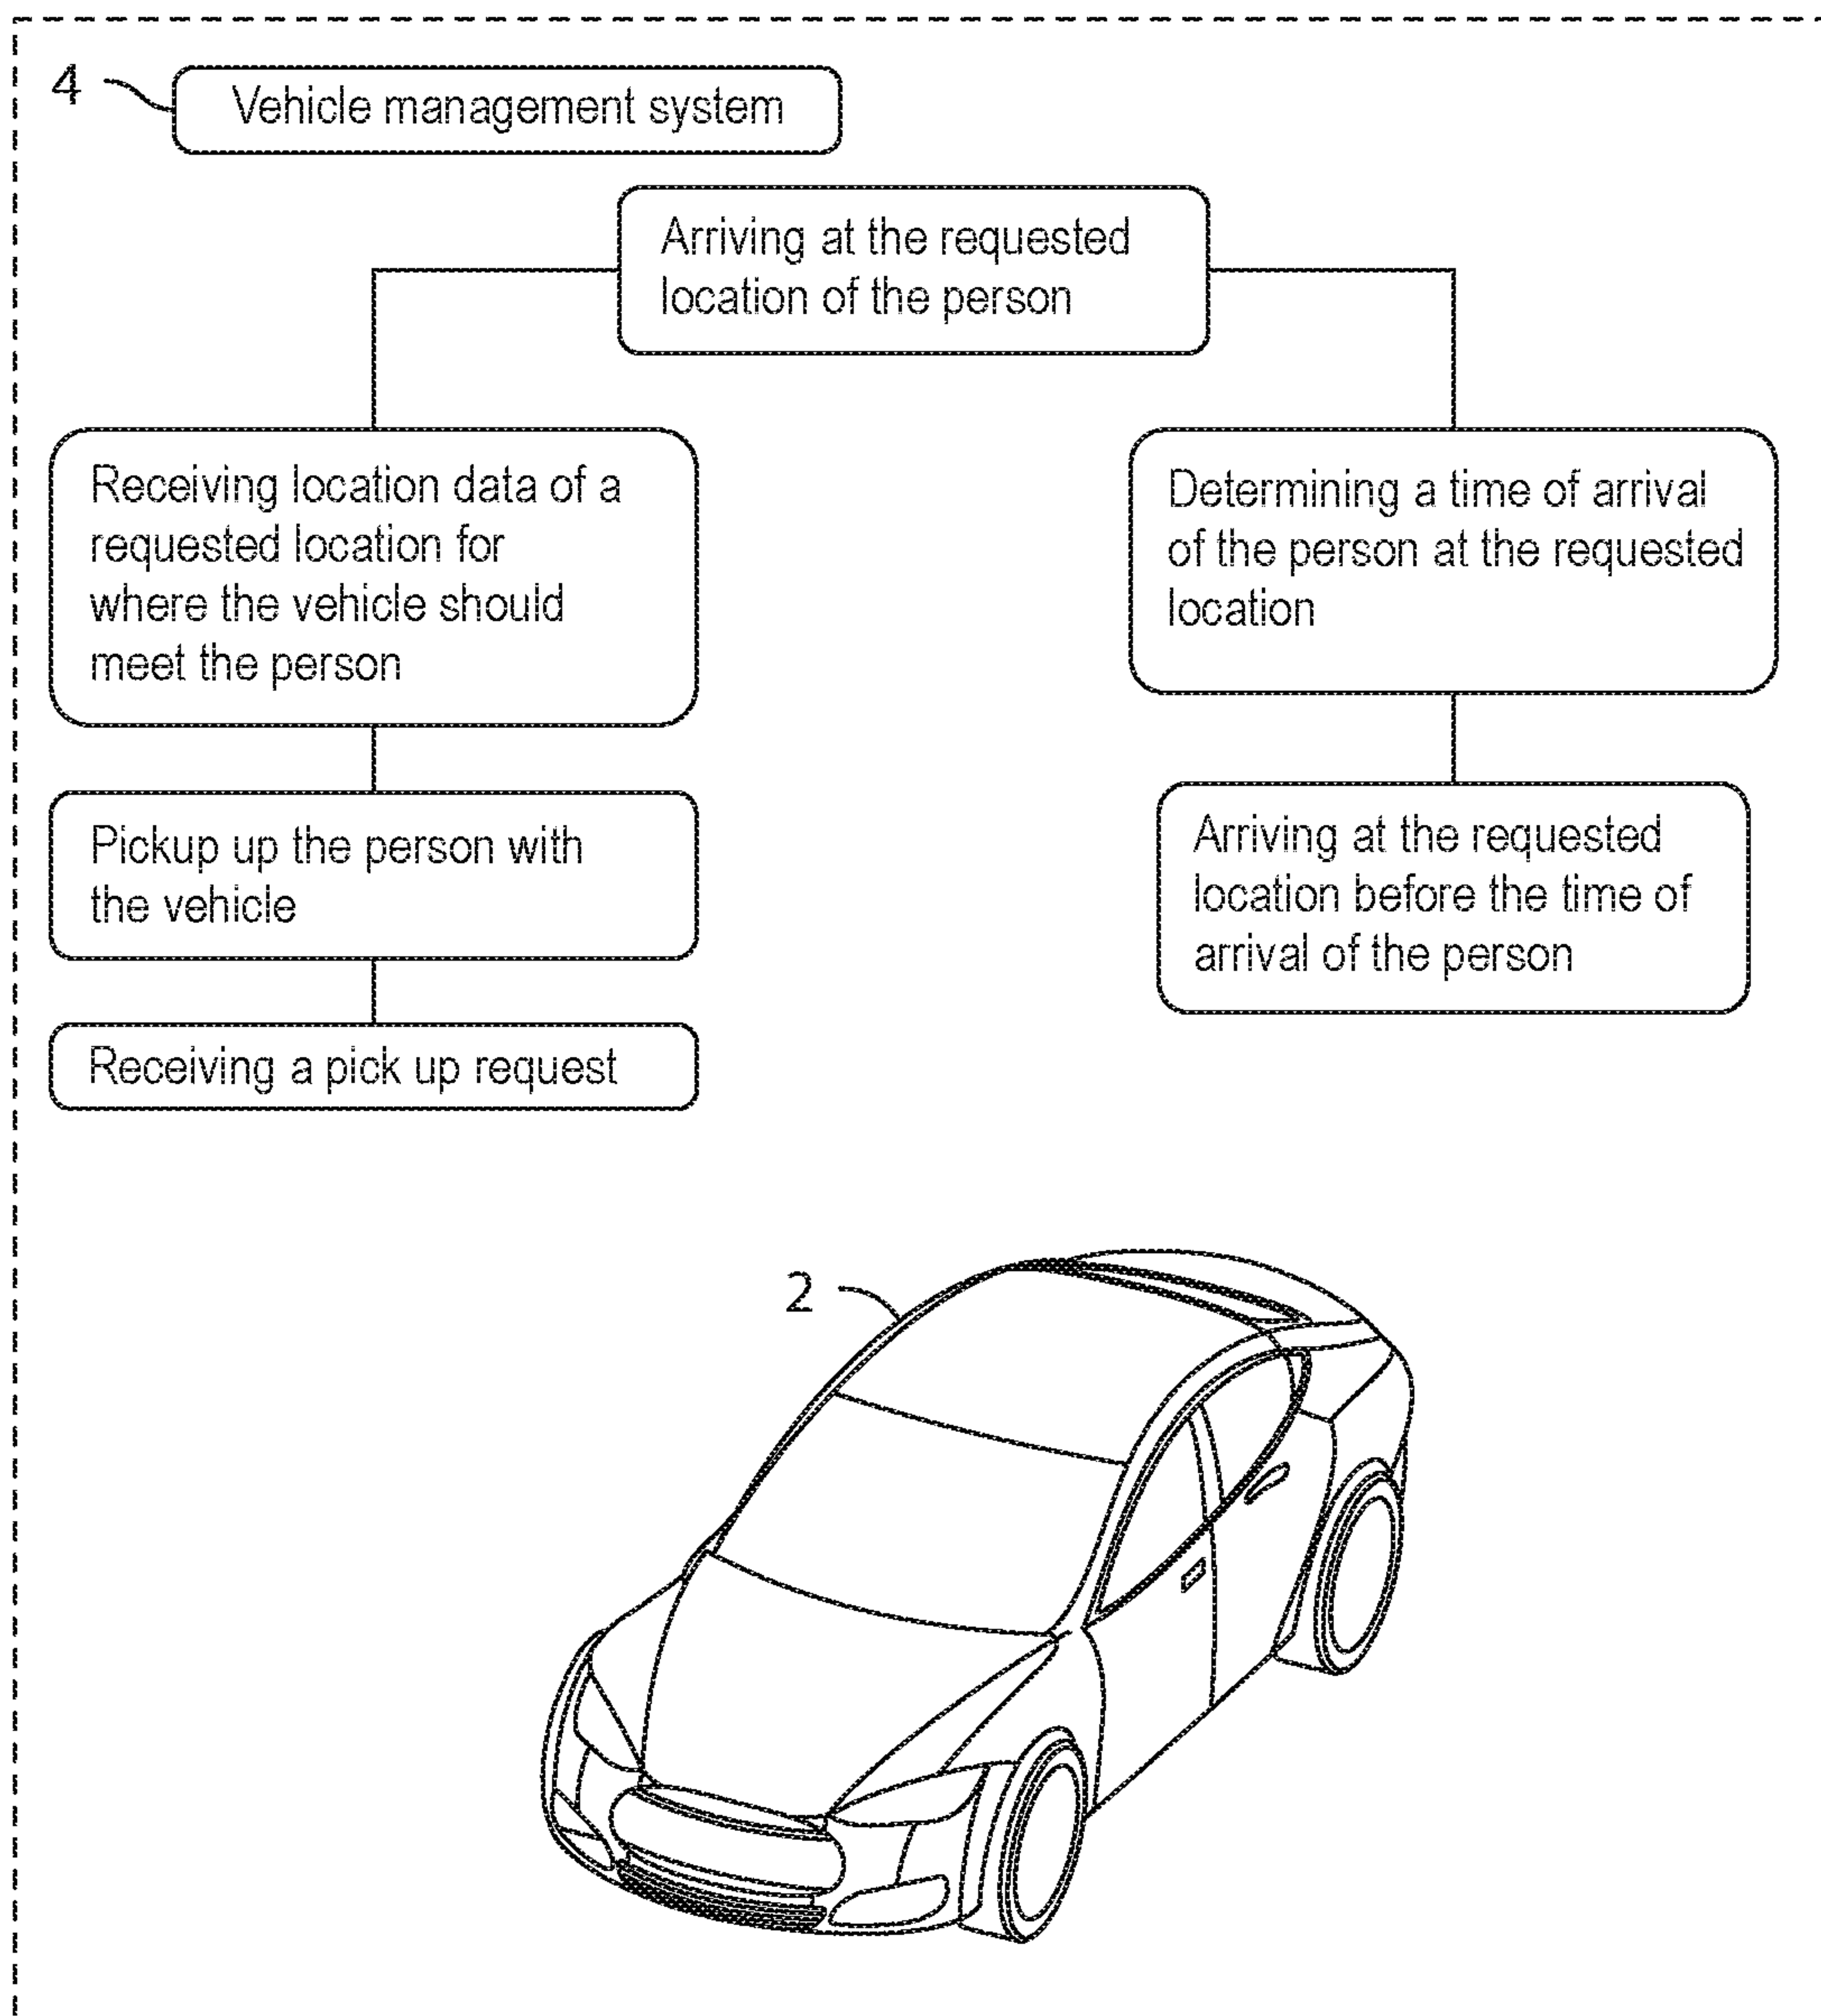 4
Vehicle management system
Arriving at the requested
location of the person
Receiving location data of a
requested location for
where the vehicle should
meet the person
Pickup up the person with
the vehicle
Receiving a pick up request
Determining a time of arrival
of the person at the requested
location
Arriving at the requested
location before the time of
arrival of the person
2